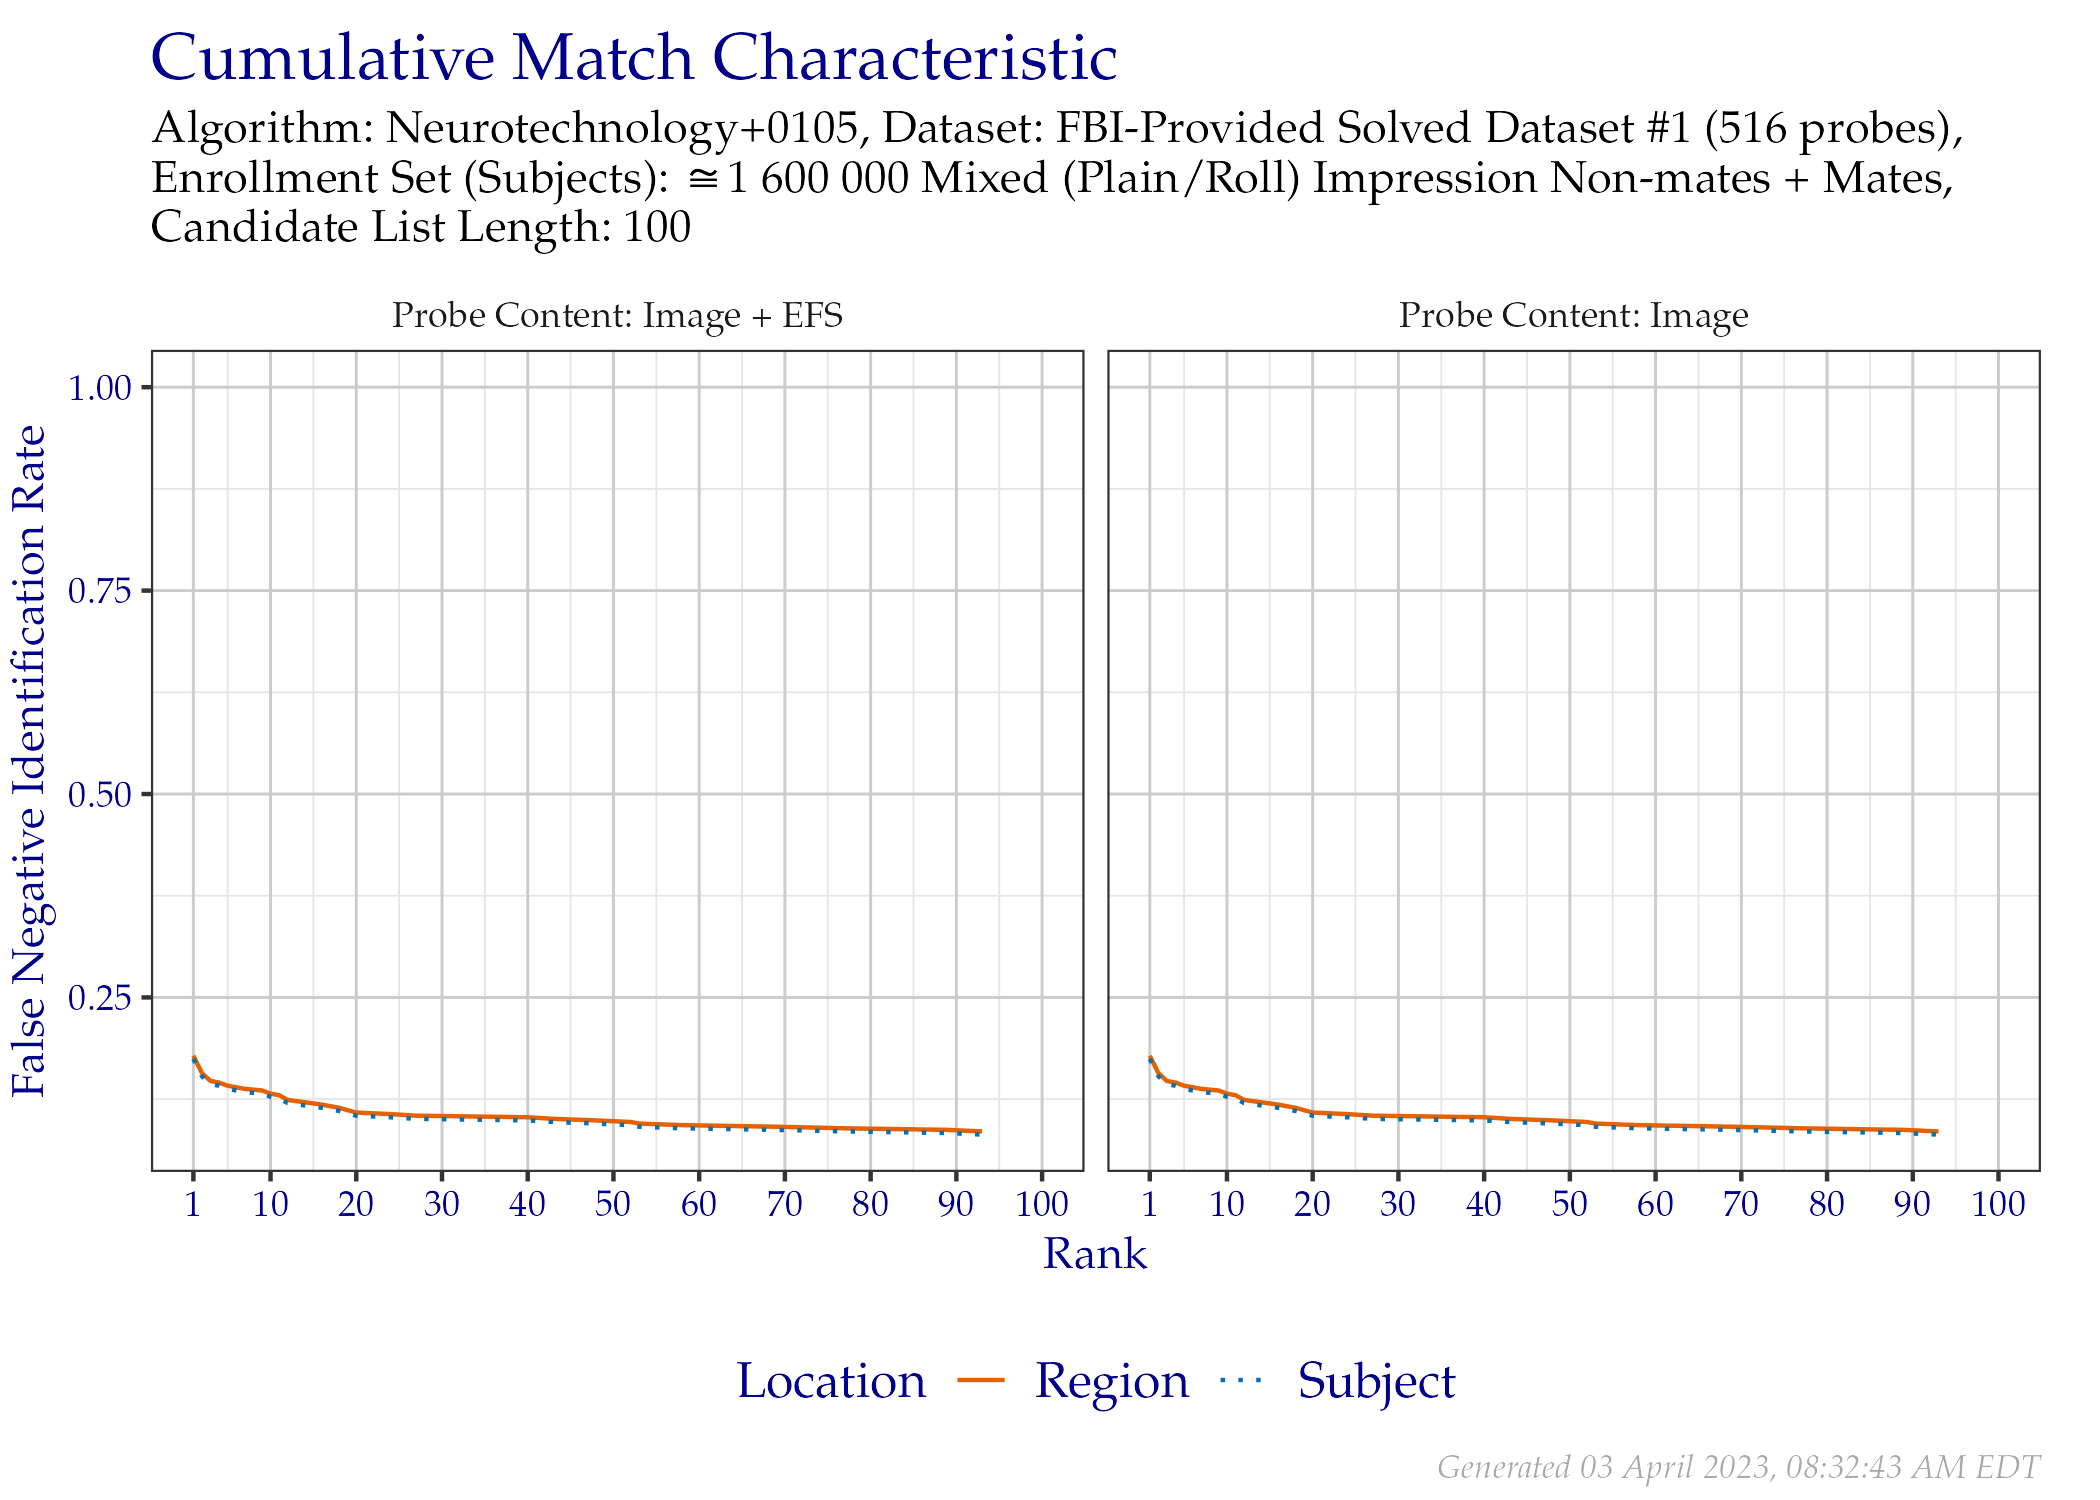 Cumulative Match Characteristic
Algorithm: Neurotechnology+0105, Dataset: FBI-Provided Solved Dataset #1 (516 probes),
Enrollment Set (Subjects): ≅1 600 000 Mixed (Plain/Roll) Impression Non-mates + Mates,
Candidate List Length: 100
Probe Content: Image + EFS
Probe Content: Image
False Negative Identification Rate
1.00
0.75
0.50
0.25
1 10 20 30 40 50 60 70 80 90 100
1 10 20 30 40 50 60 70 80 90 100
Rank
Location Region Subject
Generated 03 April 2023, 08:32:43 AM EDT